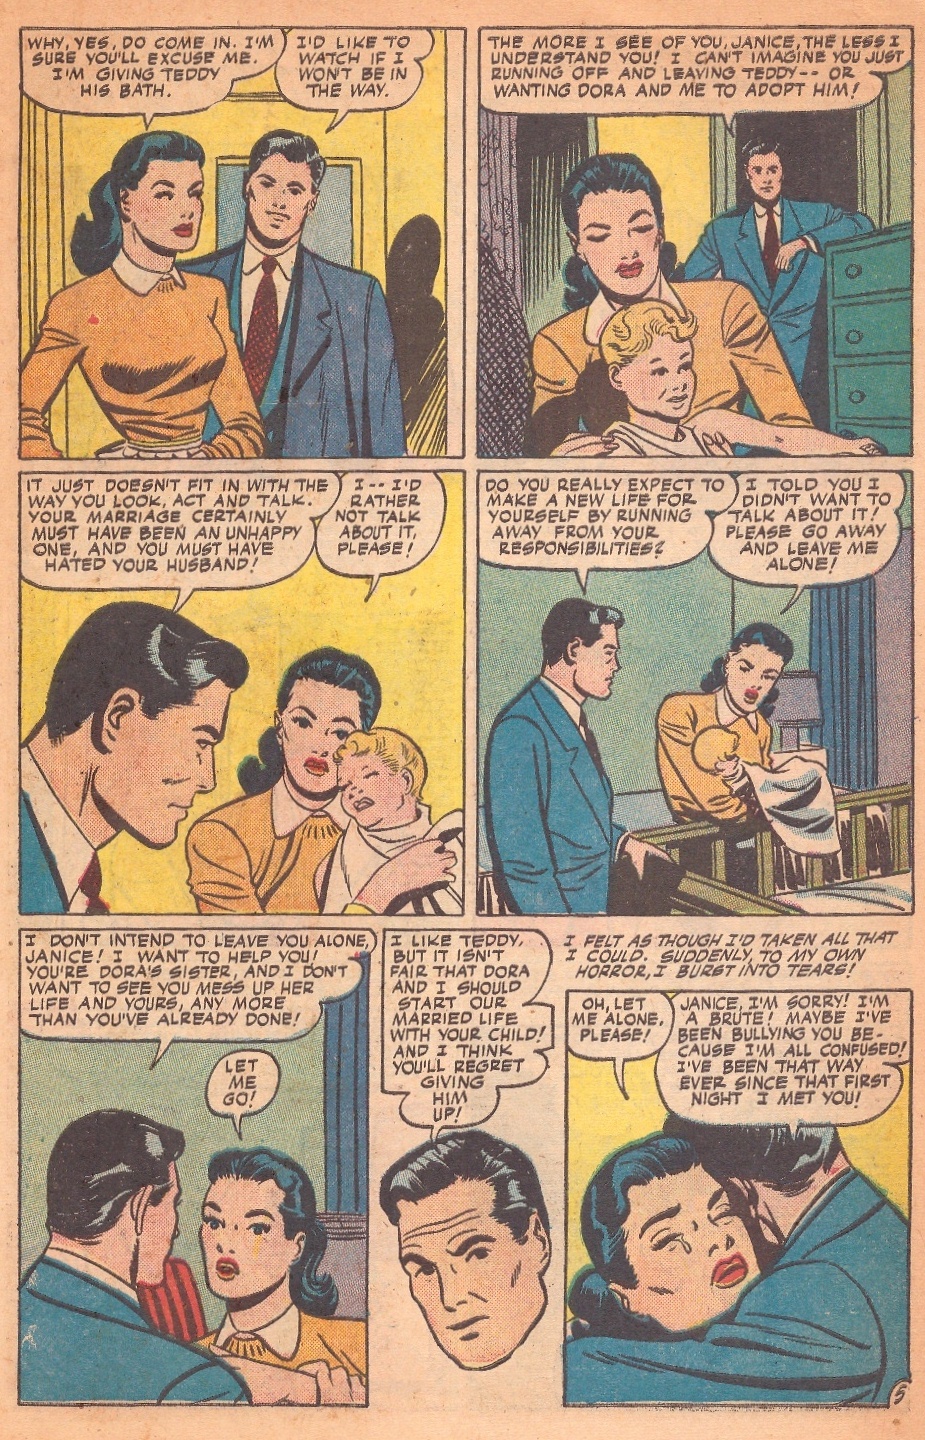 WHY, YES, DO COME IN. I'M
SURE YOU'LL EXCUSE ME.
I'M GIVING TEDDY
HIS BATH.
I'D LIKE TO
WATCH IF I
WON'T BE IN
THE WAY.
THE MORE I SEE OF YOU, JANICE, THE LESS I
UNDERSTAND YOU! I CAN'T IMAGINE YOU JUST
RUNNING OFF AND LEAVING TEDDY-- OR
WANTING DORA AND ME TO ADOPT HIM!
IT JUST DOESN'T FIT IN WITH THE
WAY YOU LOOK, ACT AND TALK.
YOUR MARRIAGE CERTAINLY
MUST HAVE BEEN AN UNHAPPY
ONE, AND YOU MUST HAVE
HATED YOUR HUSBAND!
I-- I'D
RATHER
NOT TALK
ABOUT IT,
PLEASE!
DO YOU REALLY EXPECT TO
MAKE A NEW LIFE FOR
YOURSELF BY RUNNING
AWAY FROM YOUR
RESPONSIBILITIES?
I TOLD YOU I
DIDN'T WANT TO
TALK ABOUT IT!
PLEASE GO AWAY
AND LEAVE ME
ALONE!
I DON'T INTEND TO LEAVE YOU ALONE,
JANICE! I WANT TO HELP YOU!
YOU'RE DORA'S SISTER, AND I DON'T
WANT TO SEE YOU MESS UP HER
LIFE AND YOURS, ANY MORE
THAN YOU'VE ALREADY DONE!
LET
ME
GO!
I LIKE TEDDY,
BUT IT ISN'T
FAIR THAT DORA
AND I SHOULD
START OUR
MARRIED LIFE
WITH YOUR CHILD!
AND I THINK
YOU'LL REGRET
GIVING
HIM
UP!
I FELT AS THOUGH I'D TAKEN ALL THAT
I COULD. SUDDENLY, TO MY OWN
HORROR, I BURST INTO TEARS!
OH, LET
ME ALONE,
PLEASE!
JANICE, I'M SORRY! I'M
A BRUTE! MAYBE I'VE
BEEN BULLYING YOU BE-
CAUSE I'M ALL CONFUSED!
I'VE BEEN THAT WAY
EVER SINCE THAT FIRST
NIGHT I MET YOU!
5